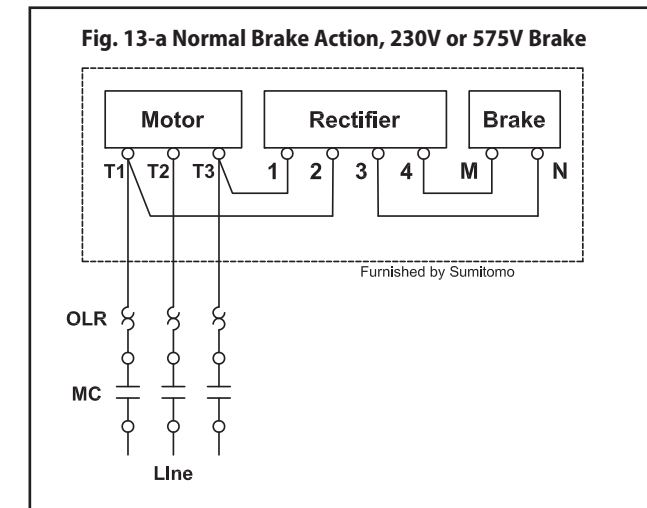 Fig. 13-a Normal Brake Action, 230V or 575V Brake
Motor Rectifier Brake
T1 T2 T3 1 2 3 4 M N
Furnished by Sumitomo
OLR
MC
LIne